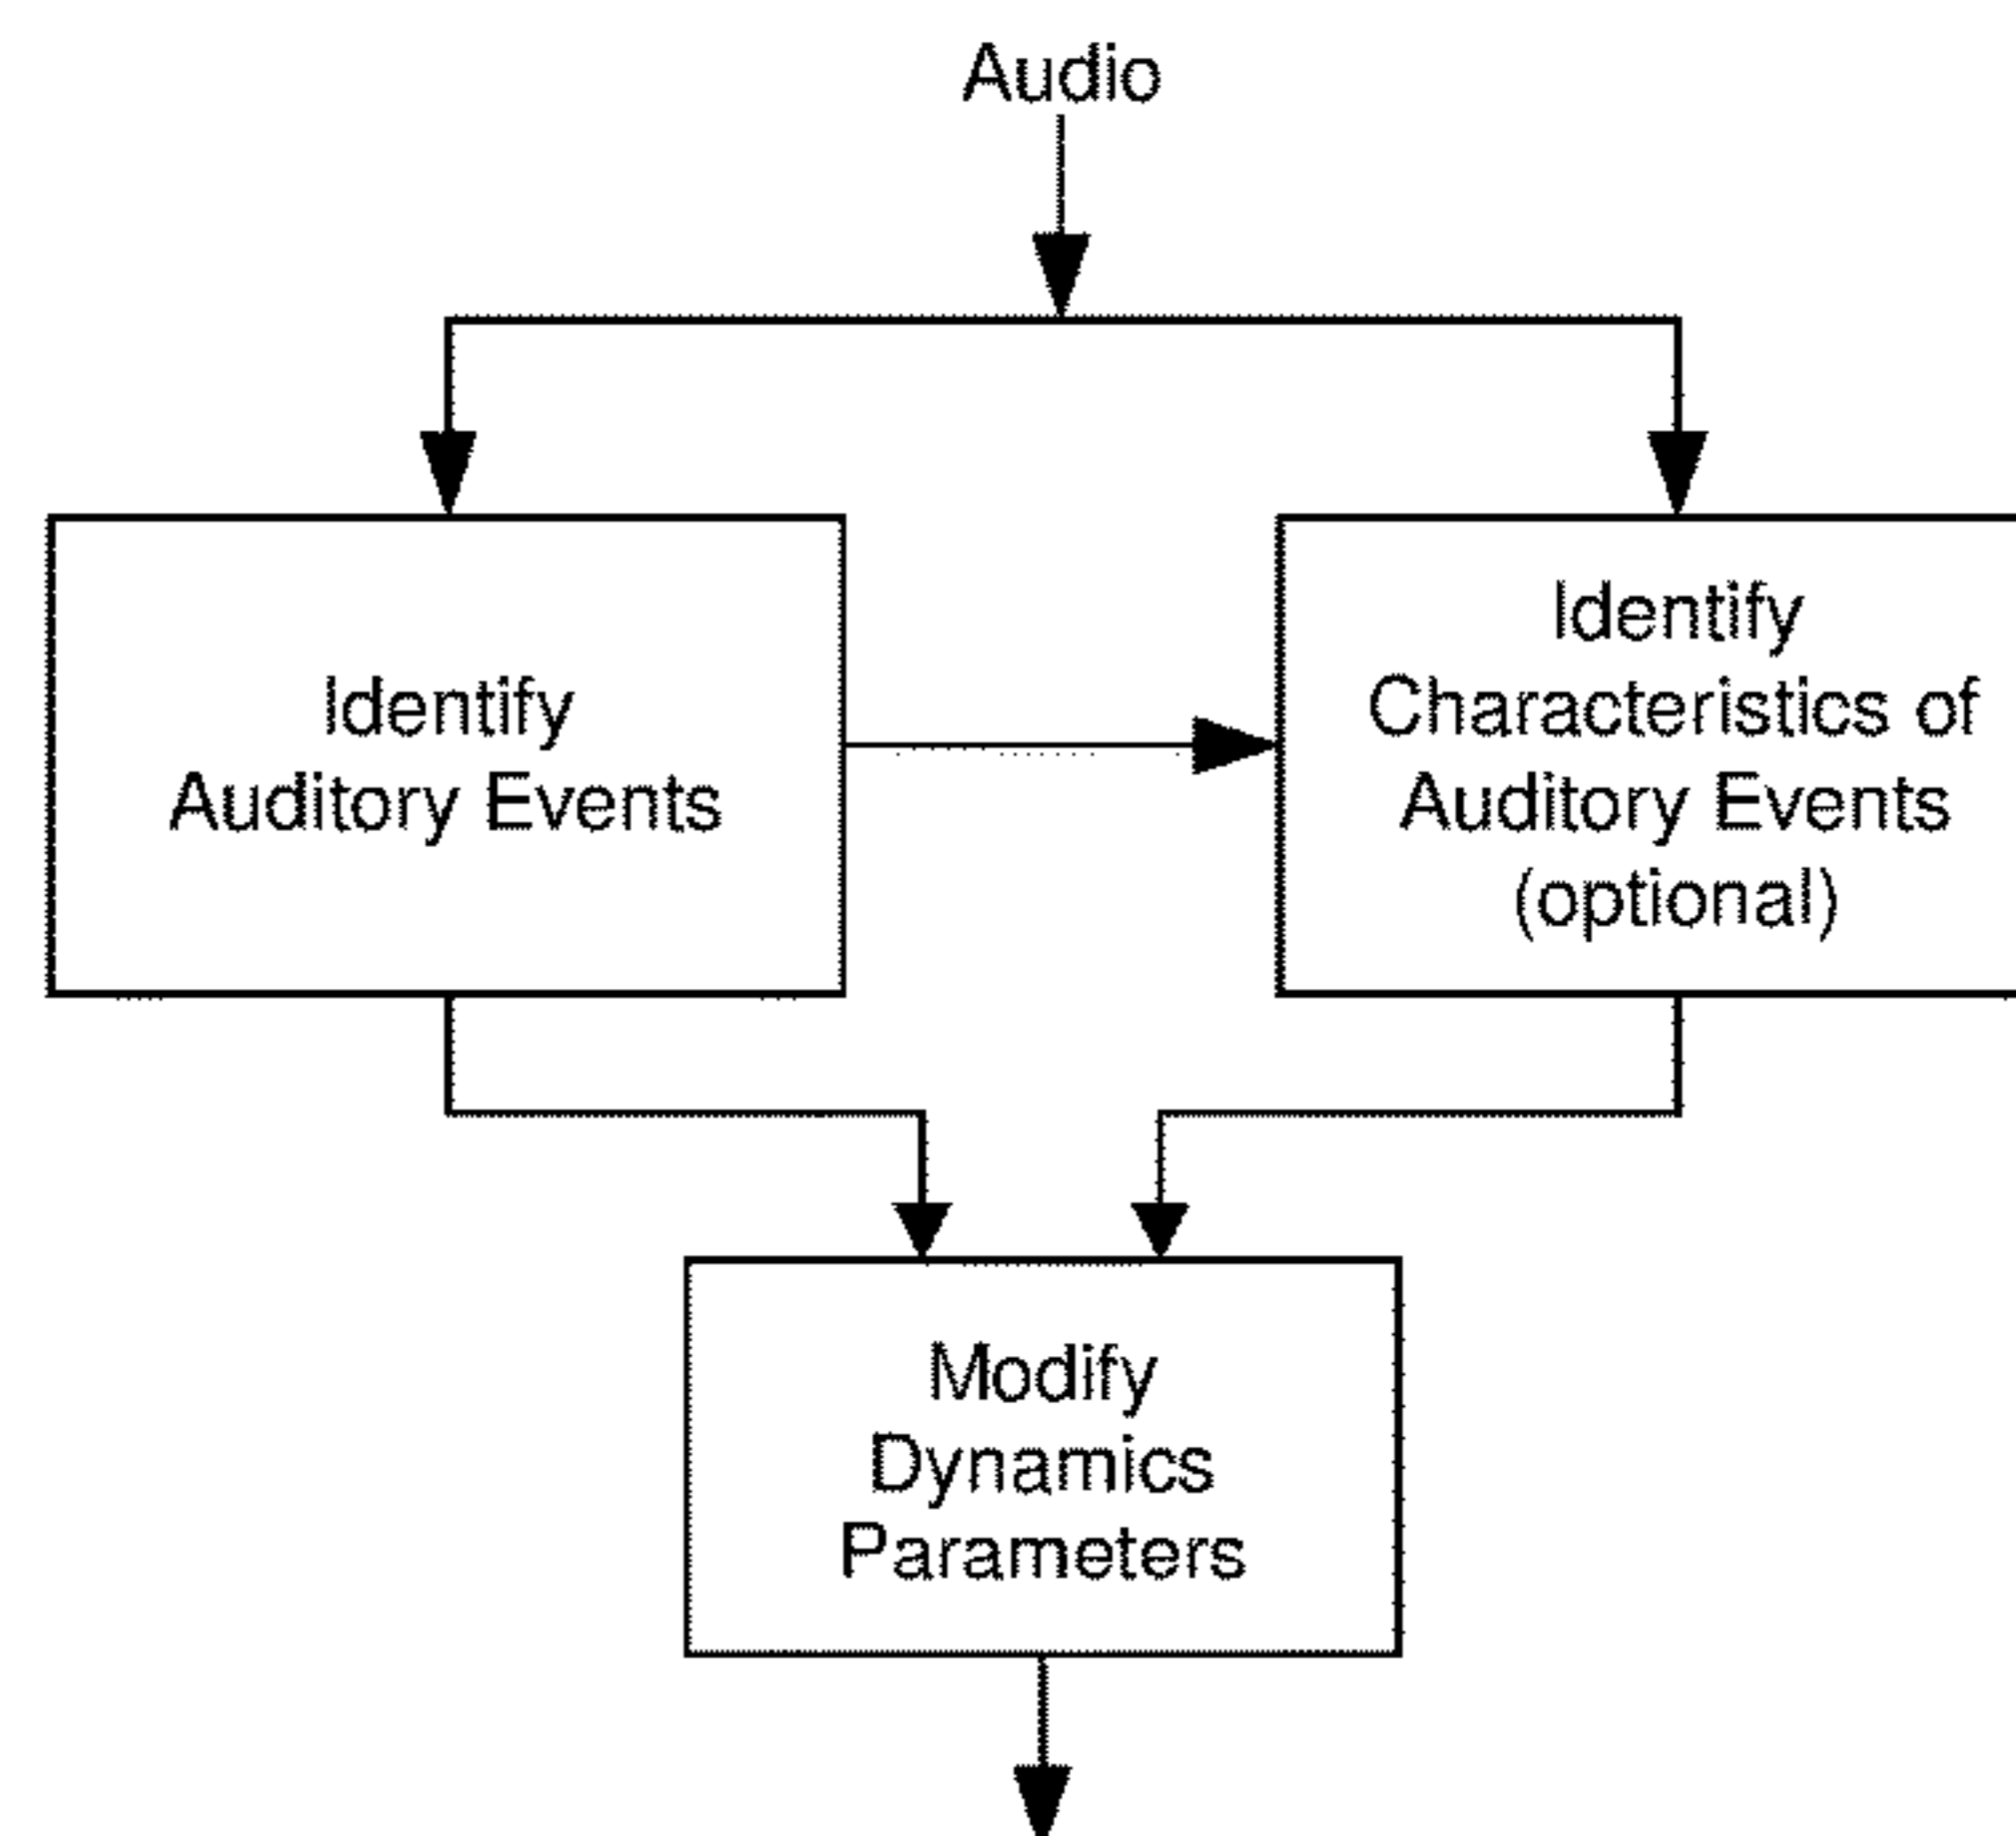 Audio
Identify
Auditory Events
Identify
Characteristics of
Auditory Events
(optional)
Modify
Dynamics
Parameters